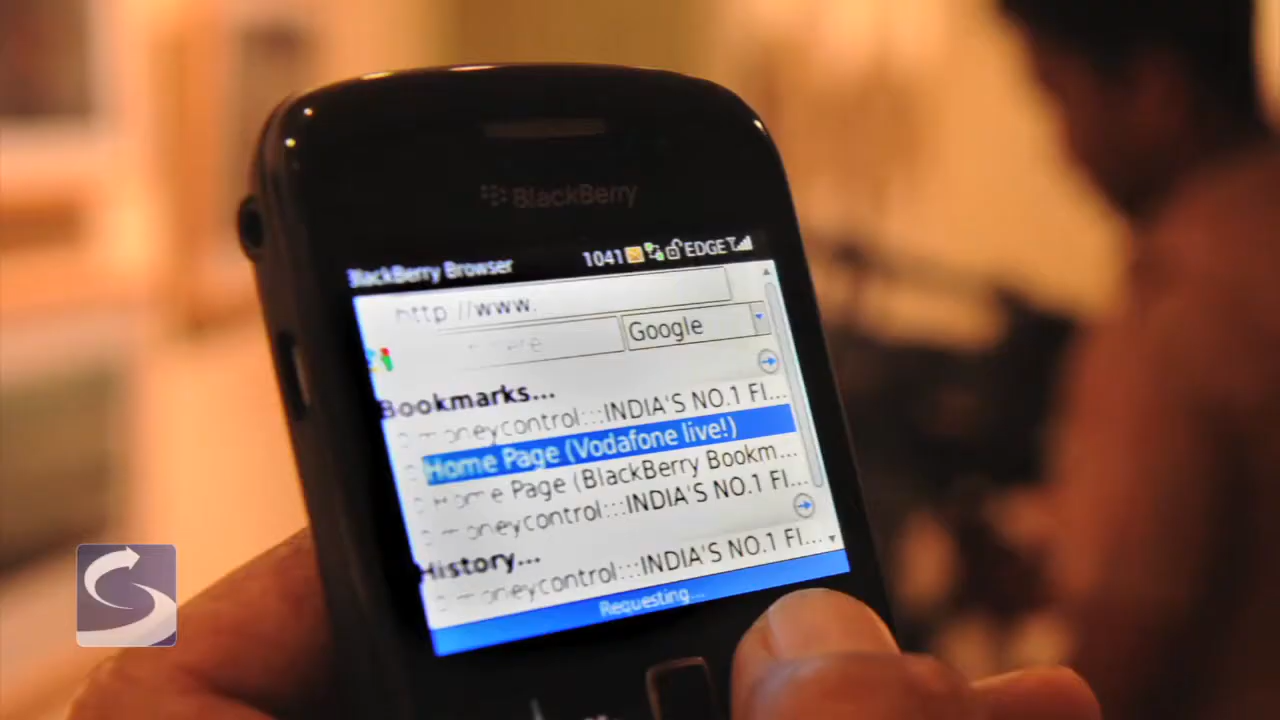 BlackBerry
BlackBerry Browser 1041 EDGE
http://www.
Google
Bookmarks...
moneycontrol:::INDIA'S NO.1 FI...
Home Page (Vodafone live!)
Home Page (BlackBerry Bookm...
moneycontrol:::INDIA'S NO.1 FI...
History...
moneycontrol:::INDIA'S NO.1 FI...
Requesting...